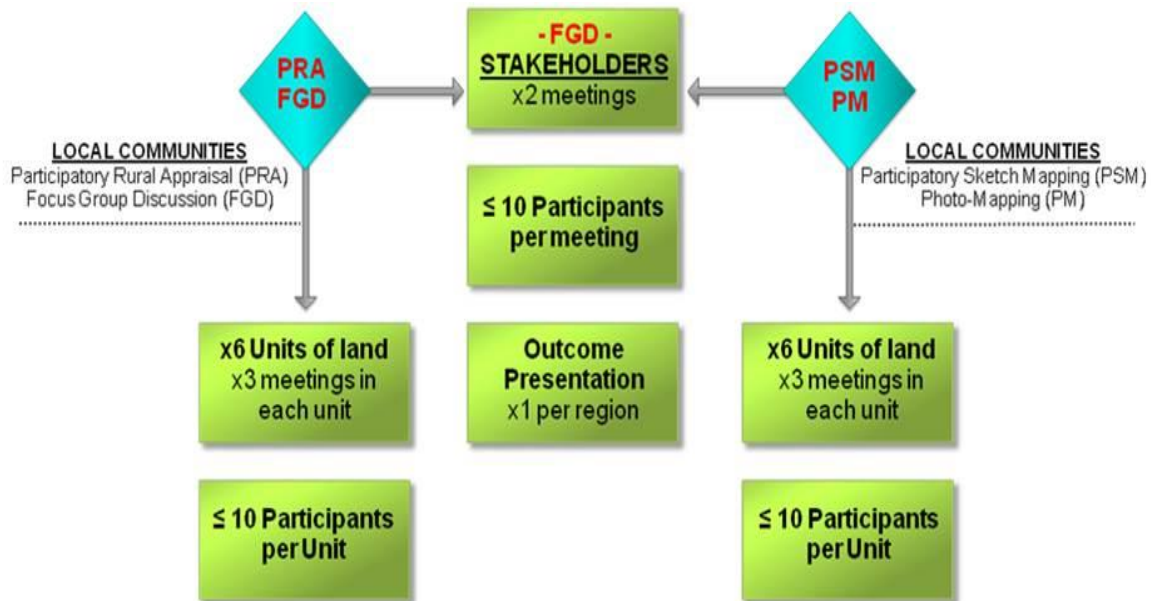 PRA
FGD
LOCAL COMMUNITIES
Participatory Rural Appraisal (PRA)
Focus Group Discussion (FGD)
x6 Units of land
x3 meetings in
each unit
≤ 10 Participants
per Unit
- FGD -
STAKEHOLDERS
x2 meetings
≤ 10 Participants
per meeting
Outcome
Presentation
x1 per region
PSM
PM
LOCAL COMMUNITIES
Participatory Sketch Mapping (PSM)
Photo-Mapping (PM)
x6 Units of land
x3 meetings in
each unit
≤ 10 Participants
per Unit